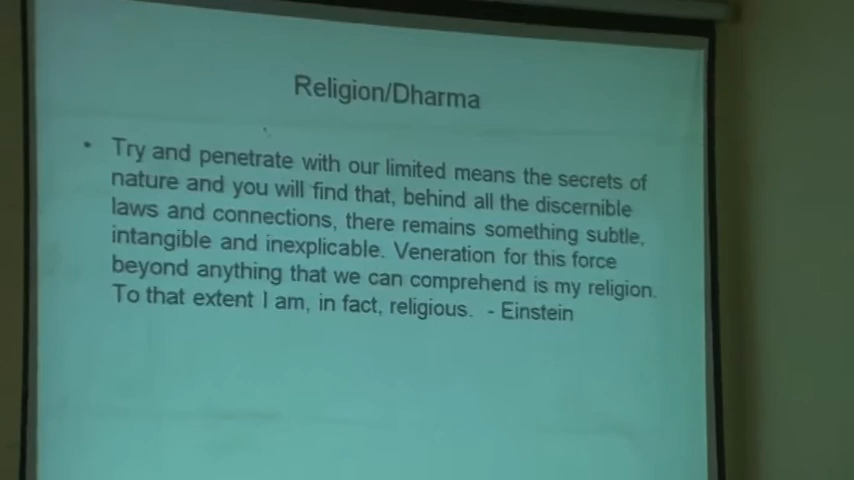 Religion/Dharma
• Try and penetrate with our limited means the secrets of
nature and you will find that, behind all the discernible
laws and connections, there remains something subtle,
intangible and inexplicable. Veneration for this force
beyond anything that we can comprehend is my religion.
To that extent I am, in fact, religious. - Einstein